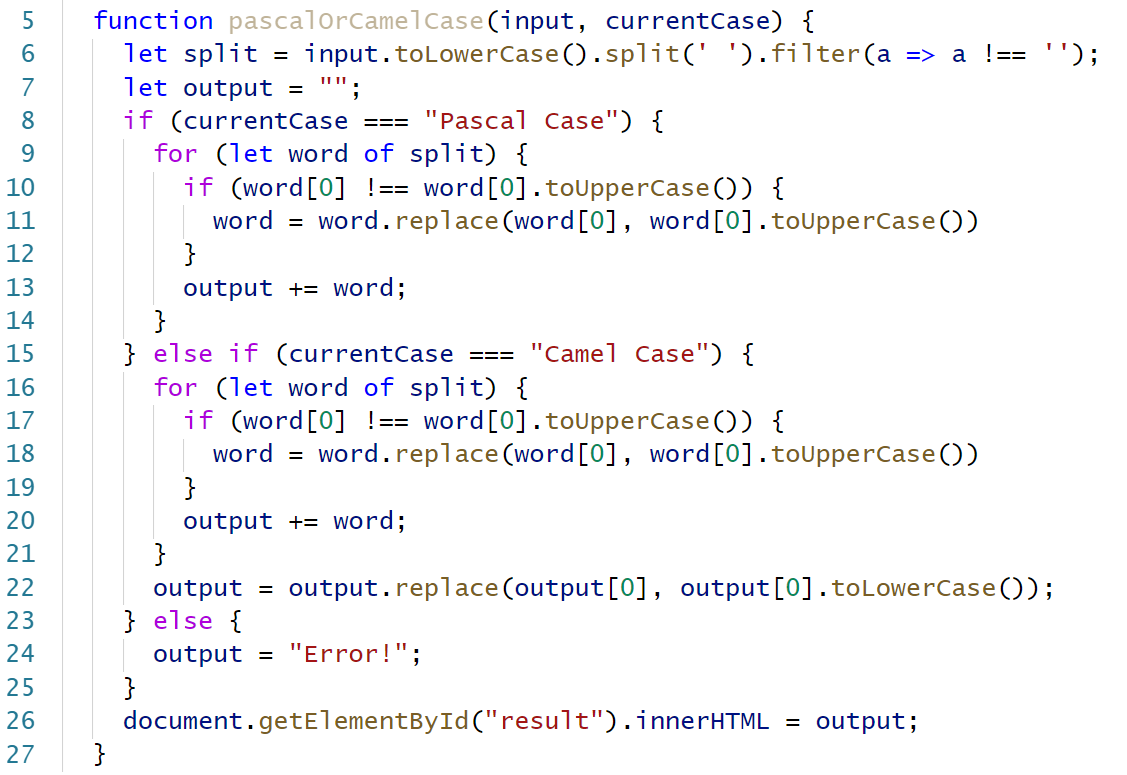 5 function pascalOrCamelCase(input, currentCase) {
6   let split = input.toLowerCase().split(' ').filter(a => a !== '');
7   let output = "";
8   if (currentCase === "Pascal Case") {
9     for (let word of split) {
10       if (word[0] !== word[0].toUpperCase()) {
11         word = word.replace(word[0], word[0].toUpperCase())
12       }
13       output += word;
14     }
15   } else if (currentCase === "Camel Case") {
16     for (let word of split) {
17       if (word[0] !== word[0].toUpperCase()) {
18         word = word.replace(word[0], word[0].toUpperCase())
19       }
20       output += word;
21     }
22     output = output.replace(output[0], output[0].toLowerCase());
23   } else {
24     output = "Error!";
25   }
26   document.getElementById("result").innerHTML = output;
27 }